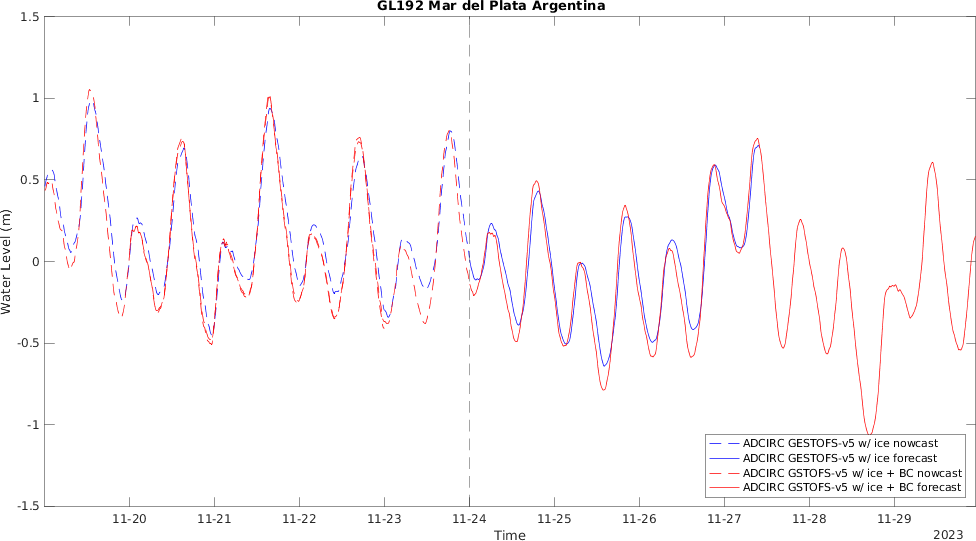 GL192 Mar del Plata Argentina
1.5
1
0.5
0
-0.5
-1
-1.5
Water Level (m)
11-20
11-21
11-22
11-23
11-24
11-25
11-26
11-27
11-28
11-29
Time
2023
ADCIRC GESTOFS-v5 w/ ice nowcast
ADCIRC GESTOFS-v5 w/ ice forecast
ADCIRC GSTOFS-v5 w/ ice + BC nowcast
ADCIRC GSTOFS-v5 w/ ice + BC forecast